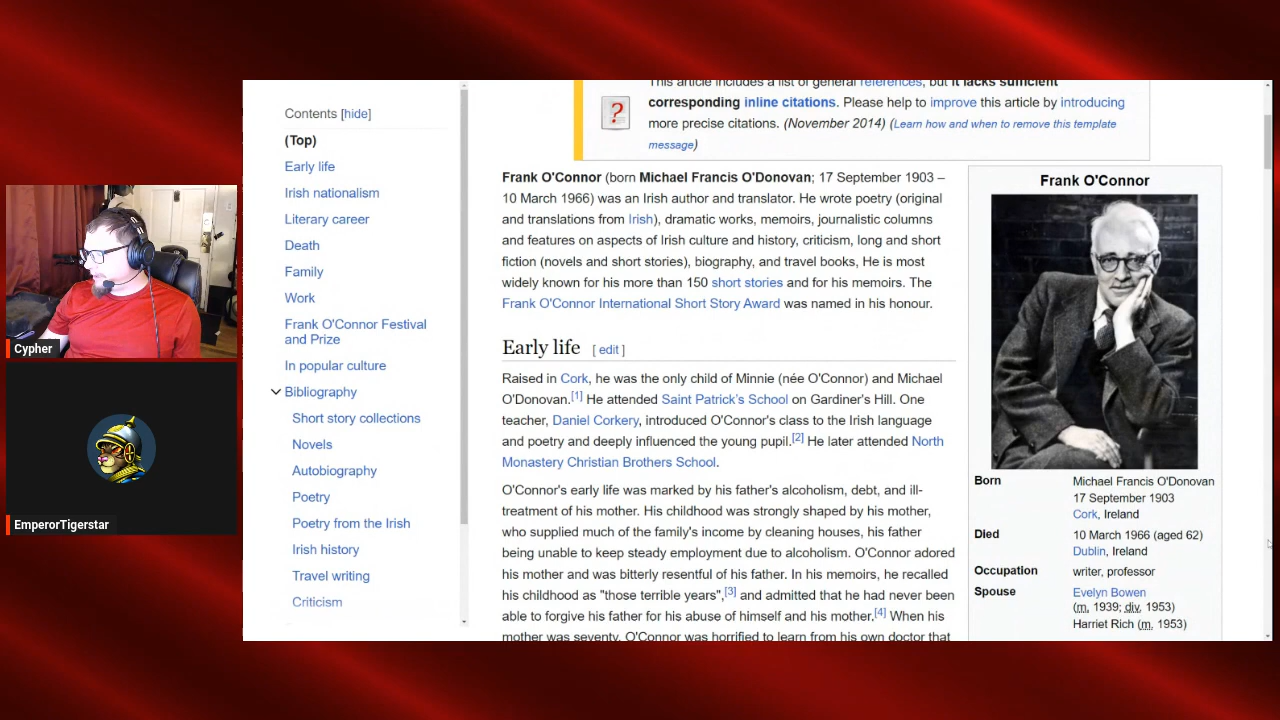 This article includes a list of general references, but it lacks sufficient
corresponding inline citations. Please help to improve this article by introducing
more precise citations. (November 2014) (Learn how and when to remove this template
message)
Contents [hide]
(Top)
Early life
Irish nationalism
Literary career
Death
Family
Work
Frank O'Connor Festival
and Prize
In popular culture
Bibliography
Short story collections
Novels
Autobiography
Poetry
Poetry from the Irish
Irish history
Travel writing
Criticism
Frank O'Connor (born Michael Francis O'Donovan; 17 September 1903 –
10 March 1966) was an Irish author and translator. He wrote poetry (original
and translations from Irish), dramatic works, memoirs, journalistic columns
and features on aspects of Irish culture and history, criticism, long and short
fiction (novels and short stories), biography, and travel books, He is most
widely known for his more than 150 short stories and for his memoirs. The
Frank O'Connor International Short Story Award was named in his honour.
Early life [ edit ]
Raised in Cork, he was the only child of Minnie (née O'Connor) and Michael
O'Donovan.[1] He attended Saint Patrick's School on Gardiner's Hill. One
teacher, Daniel Corkery, introduced O'Connor's class to the Irish language
and poetry and deeply influenced the young pupil.[2] He later attended North
Monastery Christian Brothers School.
O'Connor's early life was marked by his father's alcoholism, debt, and ill-
treatment of his mother. His childhood was strongly shaped by his mother,
who supplied much of the family's income by cleaning houses, his father
being unable to keep steady employment due to alcoholism. O'Connor adored
his mother and was bitterly resentful of his father. In his memoirs, he recalled
his childhood as "those terrible years",[3] and admitted that he had never been
able to forgive his father for his abuse of himself and his mother.[4] When his
mother was seventy, O'Connor was horrified to learn from his own doctor that
Frank O'Connor
Born Michael Francis O'Donovan
17 September 1903
Cork, Ireland
Died 10 March 1966 (aged 62)
Dublin, Ireland
Occupation writer, professor
Spouse Evelyn Bowen
(m. 1939; div. 1953)
Harriet Rich (m. 1953)
Cypher
EmperorTigerstar